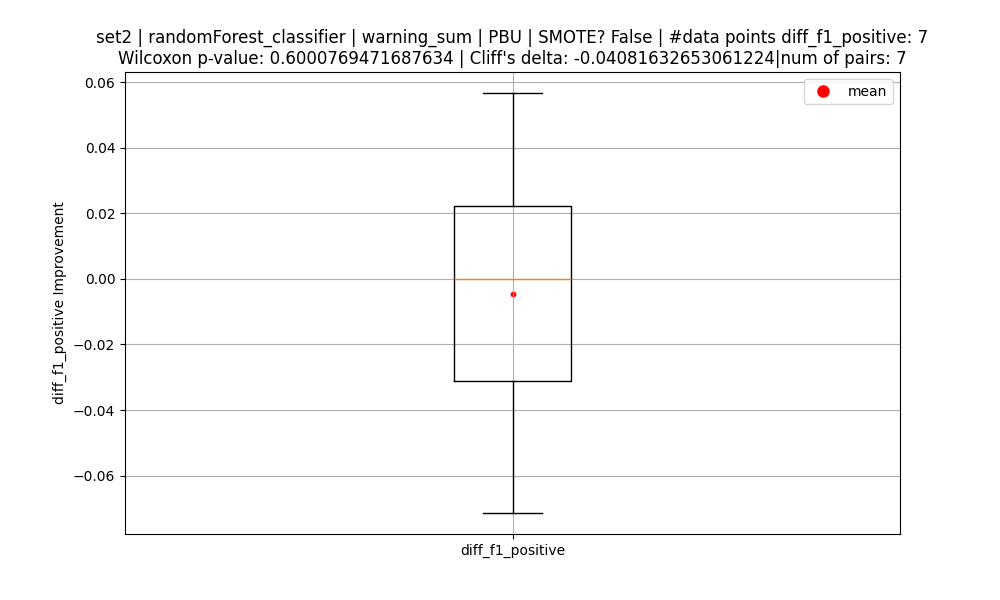 set2 | randomForest_classifier | warning_sum | PBU | SMOTE? False | #data points diff_f1_positive: 7
Wilcoxon p-value: 0.6000769471687634 | Cliff's delta: -0.04081632653061224|num of pairs: 7
mean
0.06
0.04
0.02
0.00
−0.02
−0.04
−0.06
diff_f1_positive Improvement
diff_f1_positive